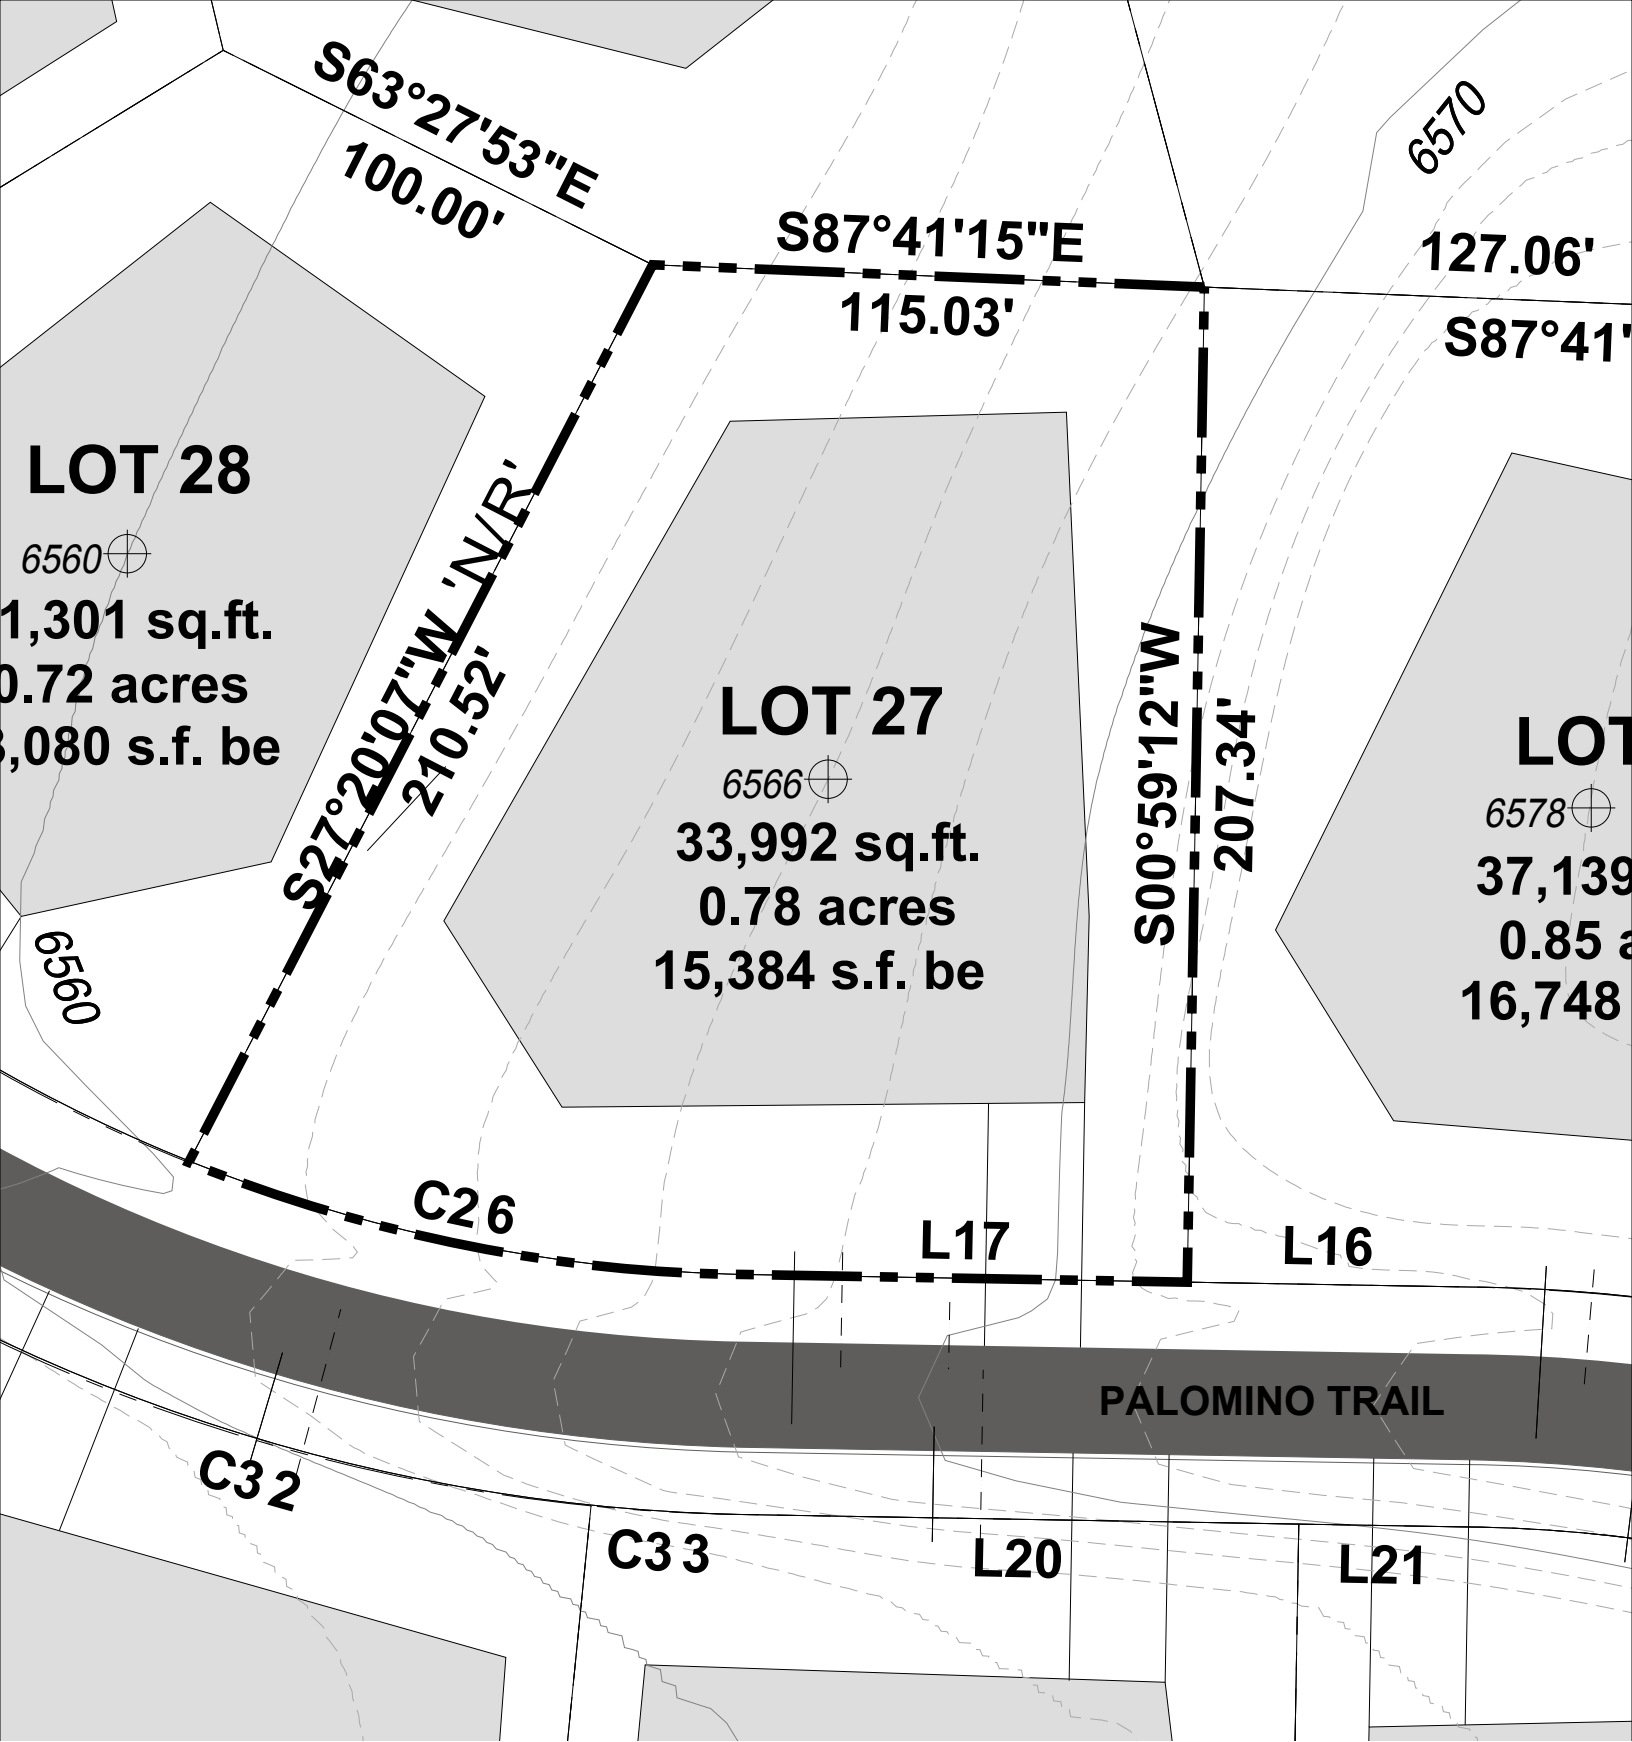 S63°27'53"E
100.00'
6570
S87°41'15"E
115.03'
127.06'
S87°41'
LOT 28
6560
1,301 sq.ft.
0.72 acres
,080 s.f. be
S27°20'07"W 'N/R'
210.52'
LOT 27
6566
33,992 sq.ft.
0.78 acres
15,384 s.f. be
S00°59'12"W
207.34'
LOT
6578
37,139
0.85 a
16,748
6560
C26
L17
L16
PALOMINO TRAIL
C32
C33
L20
L21